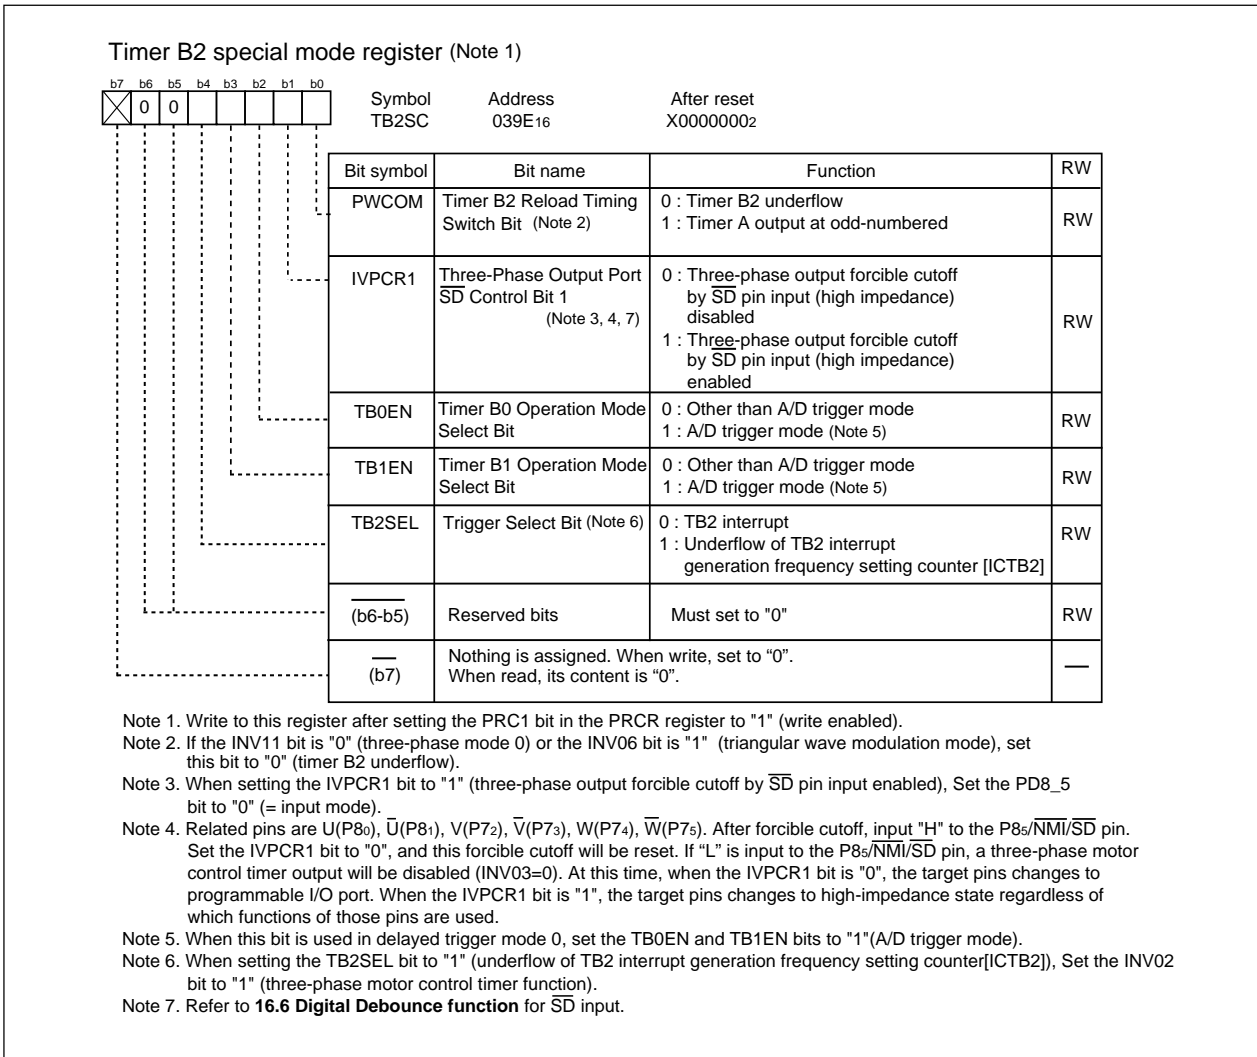 Timer B2 special mode register (Note 1)
b7 b6 b5 b4 b3 b2 b1 b0
0 0
Symbol Address After reset
TB2SC 039E16 X00000002
Bit symbol Bit name Function RW
PWCOM Timer B2 Reload Timing 0 : Timer B2 underflow
Switch Bit (Note 2) 1 : Timer A output at odd-numbered RW
IVPCR1 Three-Phase Output Port 0 : Three-phase output forcible cutoff
S̅D̅ Control Bit 1 by S̅D̅ pin input (high impedance)
(Note 3, 4, 7) disabled
RW
1 : Three-phase output forcible cutoff
by S̅D̅ pin input (high impedance)
enabled
TB0EN Timer B0 Operation Mode 0 : Other than A/D trigger mode
Select Bit 1 : A/D trigger mode (Note 5) RW
TB1EN Timer B1 Operation Mode 0 : Other than A/D trigger mode
Select Bit 1 : A/D trigger mode (Note 5) RW
TB2SEL Trigger Select Bit (Note 6) 0 : TB2 interrupt
1 : Underflow of TB2 interrupt RW
generation frequency setting counter [ICTB2]
(b6-b5) Reserved bits Must set to "0" RW
(b7) Nothing is assigned. When write, set to “0”. —
When read, its content is “0”.
Note 1. Write to this register after setting the PRC1 bit in the PRCR register to "1" (write enabled).
Note 2. If the INV11 bit is "0" (three-phase mode 0) or the INV06 bit is "1" (triangular wave modulation mode), set
this bit to "0" (timer B2 underflow).
Note 3. When setting the IVPCR1 bit to "1" (three-phase output forcible cutoff by S̅D̅ pin input enabled), Set the PD8_5
bit to "0" (= input mode).
Note 4. Related pins are U(P80), U̅(P81), V(P72), V̅(P73), W(P74), W̅(P75). After forcible cutoff, input "H" to the P85/N̅M̅I̅/S̅D̅ pin.
Set the IVPCR1 bit to "0", and this forcible cutoff will be reset. If “L” is input to the P85/N̅M̅I̅/S̅D̅ pin, a three-phase motor
control timer output will be disabled (INV03=0). At this time, when the IVPCR1 bit is "0", the target pins changes to
programmable I/O port. When the IVPCR1 bit is "1", the target pins changes to high-impedance state regardless of
which functions of those pins are used.
Note 5. When this bit is used in delayed trigger mode 0, set the TB0EN and TB1EN bits to "1"(A/D trigger mode).
Note 6. When setting the TB2SEL bit to "1" (underflow of TB2 interrupt generation frequency setting counter[ICTB2]), Set the INV02
bit to "1" (three-phase motor control timer function).
Note 7. Refer to 16.6 Digital Debounce function for S̅D̅ input.